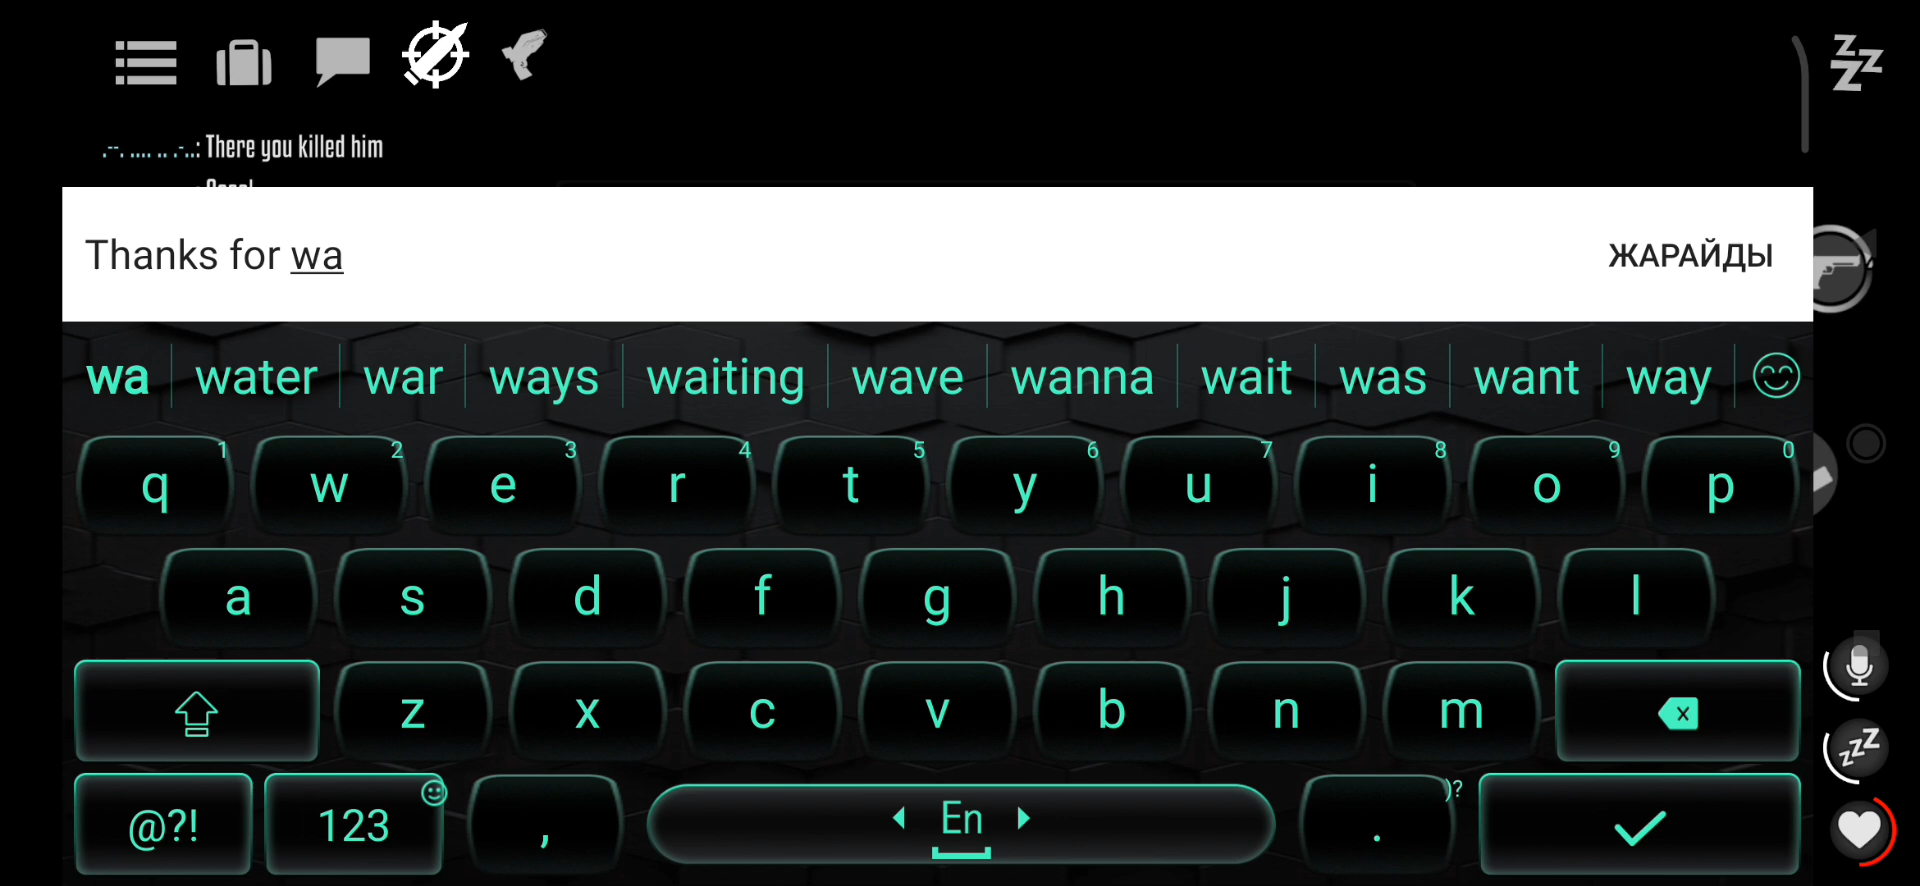 .--. .... .. .-..: There you killed him
Thanks for wa
ЖАРАЙДЫ
wa water war ways waiting wave wanna wait was want way
q 1 w 2 e 3 r 4 t 5 y 6 u 7 i 8 o 9 p 0
a s d f g h j k l
z x c v b n m
@?! 123 , En . )?